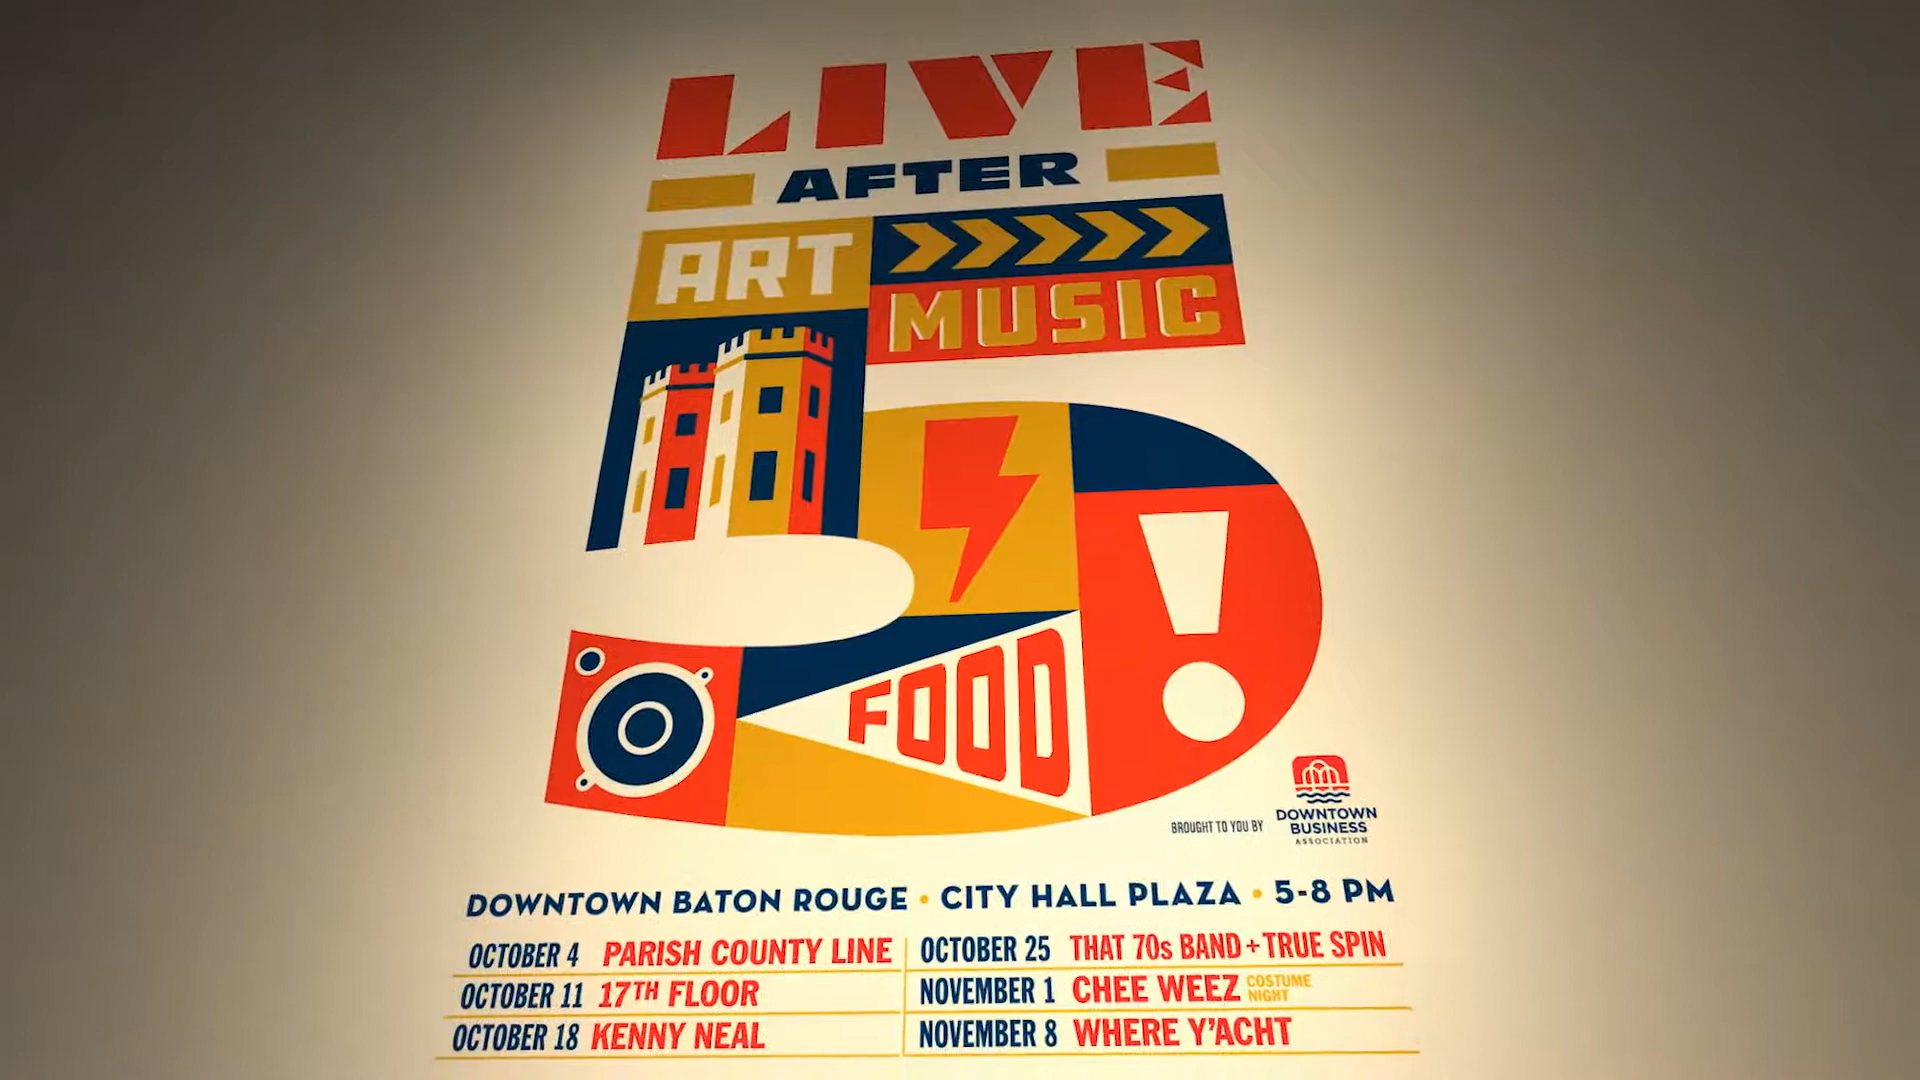 LIVE
AFTER
5
ART
MUSIC
FOOD
!
BROUGHT TO YOU BY
DOWNTOWN
BUSINESS
ASSOCIATION
DOWNTOWN BATON ROUGE • CITY HALL PLAZA • 5-8 PM
OCTOBER 4 PARISH COUNTY LINE
OCTOBER 11 17TH FLOOR
OCTOBER 18 KENNY NEAL
OCTOBER 25 THAT 70s BAND + TRUE SPIN
NOVEMBER 1 CHEE WEEZ COSTUME NIGHT
NOVEMBER 8 WHERE Y'ACHT